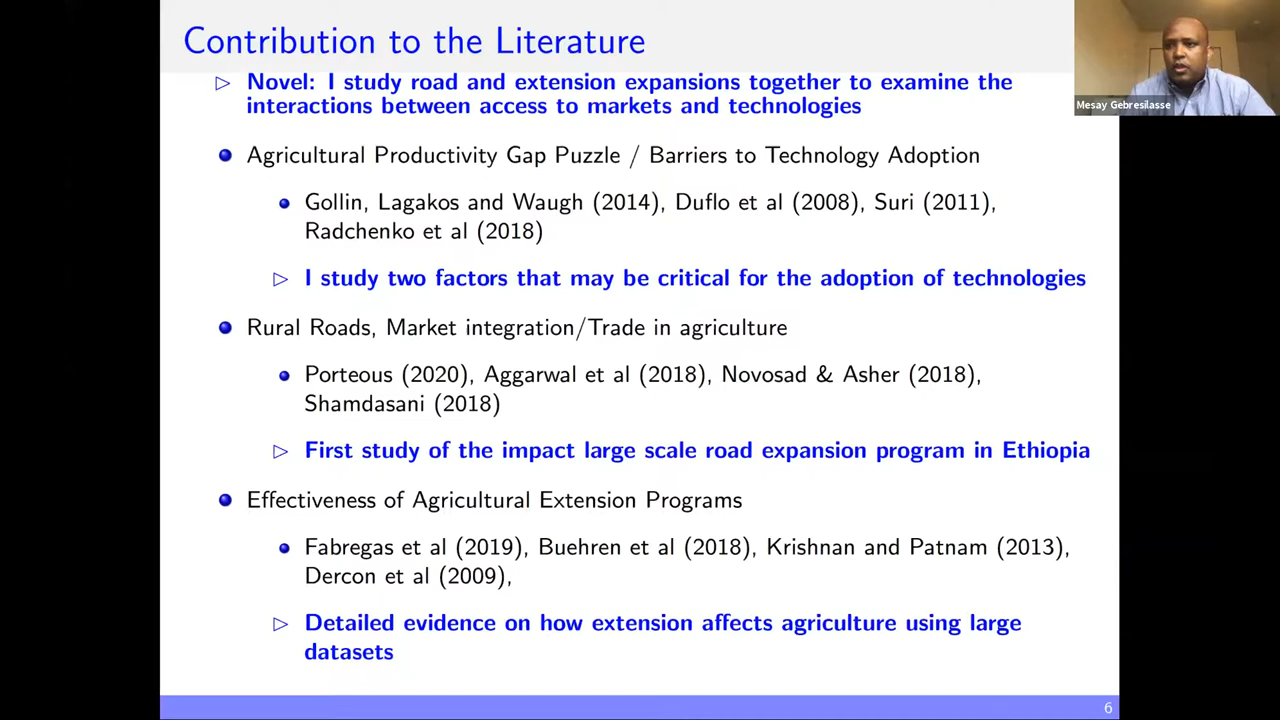 Contribution to the Literature
▷ Novel: I study road and extension expansions together to examine the
interactions between access to markets and technologies
Agricultural Productivity Gap Puzzle / Barriers to Technology Adoption
Gollin, Lagakos and Waugh (2014), Duflo et al (2008), Suri (2011),
Radchenko et al (2018)
▷ I study two factors that may be critical for the adoption of technologies
Rural Roads, Market integration/Trade in agriculture
Porteous (2020), Aggarwal et al (2018), Novosad & Asher (2018),
Shamdasani (2018)
▷ First study of the impact large scale road expansion program in Ethiopia
Effectiveness of Agricultural Extension Programs
Fabregas et al (2019), Buehren et al (2018), Krishnan and Patnam (2013),
Dercon et al (2009),
▷ Detailed evidence on how extension affects agriculture using large
datasets
6
Mesay Gebresilasse